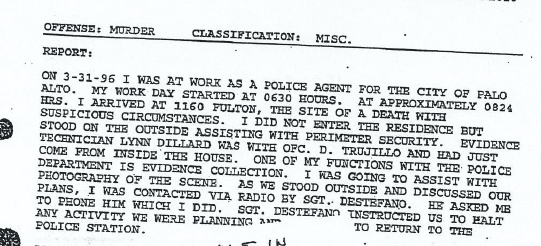 OFFENSE: MURDER CLASSIFICATION: MISC.
REPORT:
ON 3-31-96 I WAS AT WORK AS A POLICE AGENT FOR THE CITY OF PALO
ALTO. MY WORK DAY STARTED AT 0630 HOURS. AT APPROXIMATELY 0824
HRS. I ARRIVED AT 1160 FULTON, THE SITE OF A DEATH WITH
SUSPICIOUS CIRCUMSTANCES. I DID NOT ENTER THE RESIDENCE BUT
STOOD ON THE OUTSIDE ASSISTING WITH PERIMETER SECURITY. EVIDENCE
TECHNICIAN LYNN DILLARD WAS WITH OFC. D. TRUJILLO AND HAD JUST
COME FROM INSIDE THE HOUSE. ONE OF MY FUNCTIONS WITH THE POLICE
DEPARTMENT IS EVIDENCE COLLECTION. I WAS GOING TO ASSIST WITH
PHOTOGRAPHY OF THE SCENE. AS WE STOOD OUTSIDE AND DISCUSSED OUR
PLANS, I WAS CONTACTED VIA RADIO BY SGT. DESTEFANO. HE ASKED ME
TO PHONE HIM WHICH I DID. SGT. DESTEFANO INSTRUCTED US TO HALT
ANY ACTIVITY WE WERE PLANNING TO RETURN TO THE
POLICE STATION.